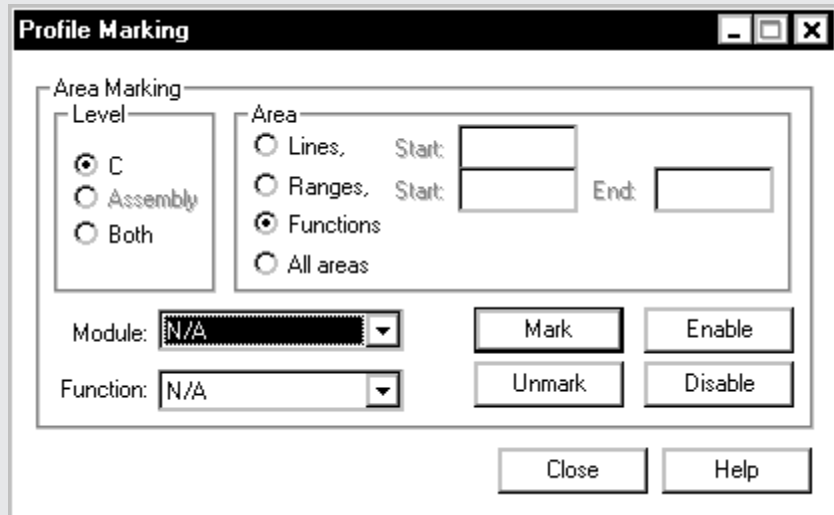 Profile Marking
Area Marking
Level
C
Assembly
Both
Area
Lines, Start:
Ranges, Start: End:
Functions
All areas
Module: N/A
Function: N/A
Mark Enable
Unmark Disable
Close Help